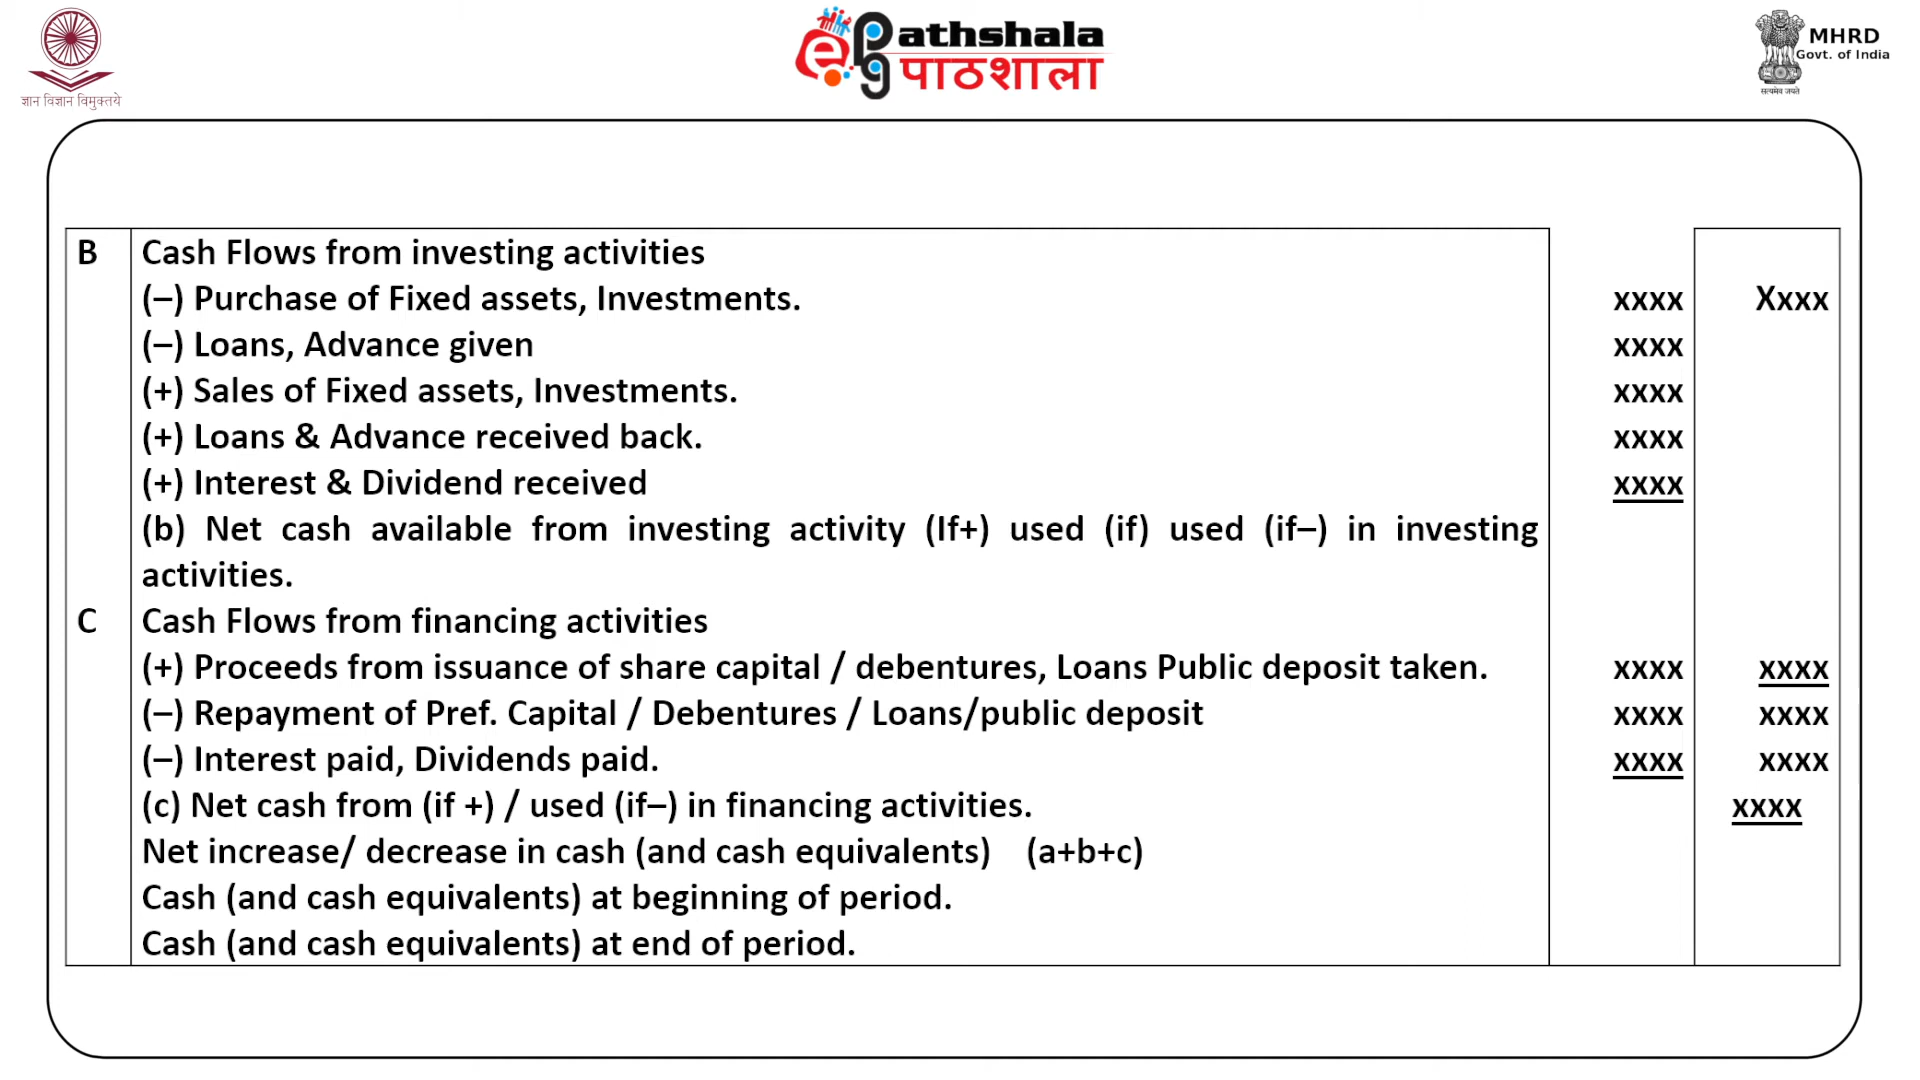 ज्ञान विज्ञान विमुक्तये
ePg Pathshala
पाठशाला
MHRD
Govt. of India
सत्यमेव जयते
B Cash Flows from investing activities
(–) Purchase of Fixed assets, Investments. xxxx Xxxx
(–) Loans, Advance given xxxx
(+) Sales of Fixed assets, Investments. xxxx
(+) Loans & Advance received back. xxxx
(+) Interest & Dividend received xxxx
(b) Net cash available from investing activity (If+) used (if) used (if–) in investing
activities.
C Cash Flows from financing activities
(+) Proceeds from issuance of share capital / debentures, Loans Public deposit taken. xxxx xxxx
(–) Repayment of Pref. Capital / Debentures / Loans/public deposit xxxx xxxx
(–) Interest paid, Dividends paid. xxxx xxxx
(c) Net cash from (if +) / used (if–) in financing activities. xxxx
Net increase/ decrease in cash (and cash equivalents) (a+b+c)
Cash (and cash equivalents) at beginning of period.
Cash (and cash equivalents) at end of period.